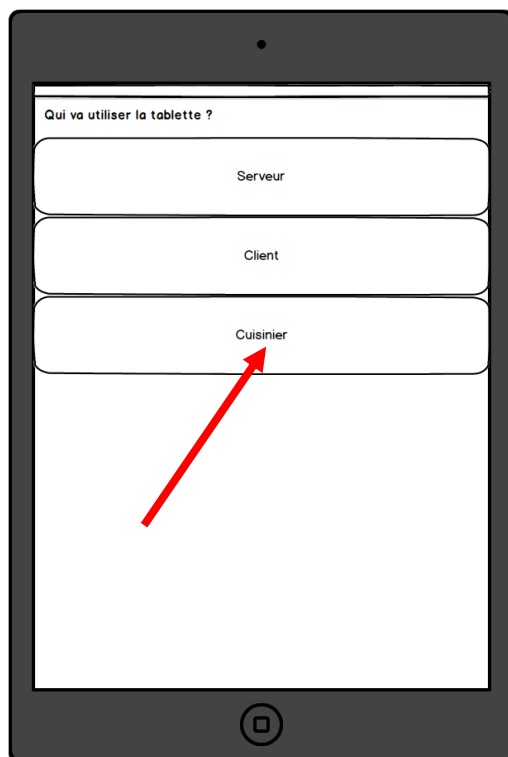 Qui va utiliser la tablette ?
Serveur
Client
Cuisinier